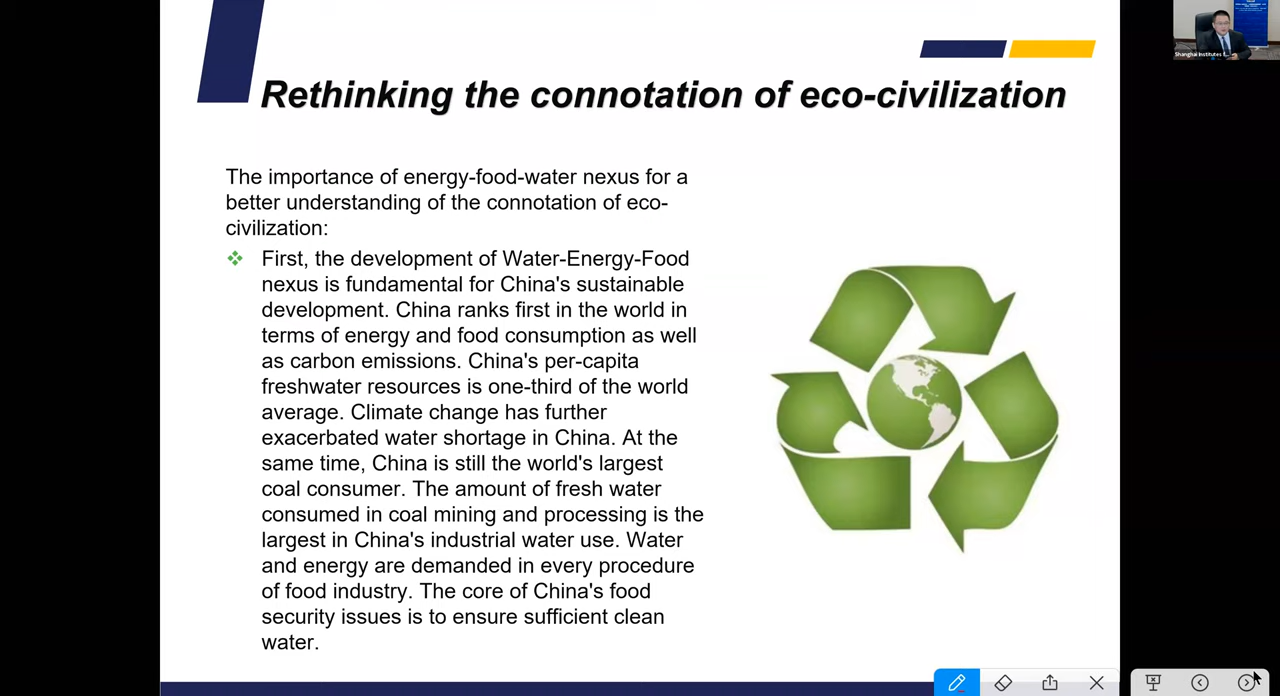 Rethinking the connotation of eco-civilization
The importance of energy-food-water nexus for a
better understanding of the connotation of eco-
civilization:
First, the development of Water-Energy-Food
nexus is fundamental for China's sustainable
development. China ranks first in the world in
terms of energy and food consumption as well
as carbon emissions. China's per-capita
freshwater resources is one-third of the world
average. Climate change has further
exacerbated water shortage in China. At the
same time, China is still the world's largest
coal consumer. The amount of fresh water
consumed in coal mining and processing is the
largest in China's industrial water use. Water
and energy are demanded in every procedure
of food industry. The core of China's food
security issues is to ensure sufficient clean
water.
Shanghai Institutes